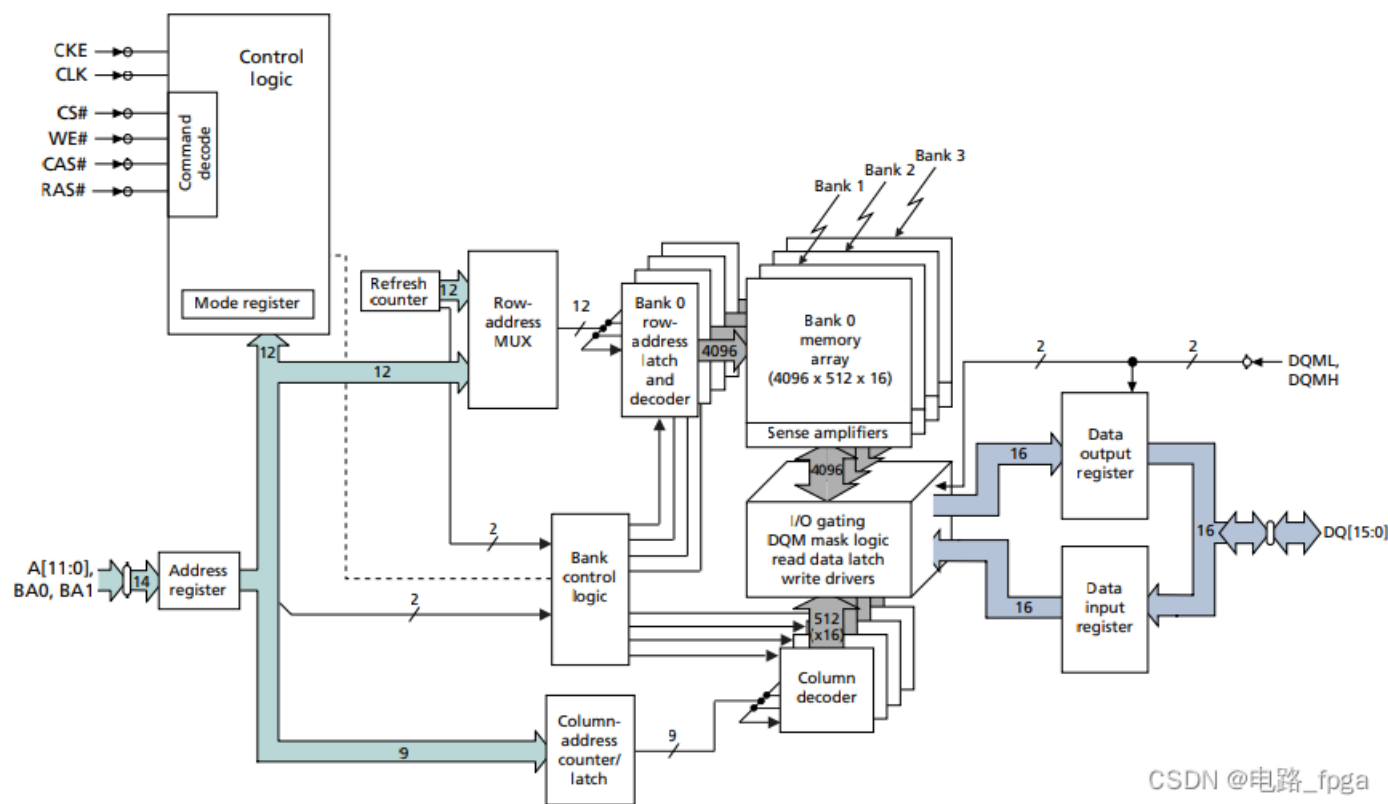 CKE
CLK
CS#
WE#
CAS#
RAS#
Control
logic
Command
decode
Mode register
12
Refresh
counter
12
Row-
address
MUX
12
12
Bank 0
row-
address
latch
and
decoder
4096
Bank 1
Bank 2
Bank 3
Bank 0
memory
array
(4096 x 512 x 16)
Sense amplifiers
4096
I/O gating
DQM mask logic
read data latch
write drivers
2
2
DQML,
DQMH
16
Data
output
register
16
DQ[15:0]
16
Data
input
register
A[11:0],
BA0, BA1
14
Address
register
2
2
Bank
control
logic
512
(x16)
Column
decoder
9
Column-
address
counter/
latch
9
CSDN @电路_fpga